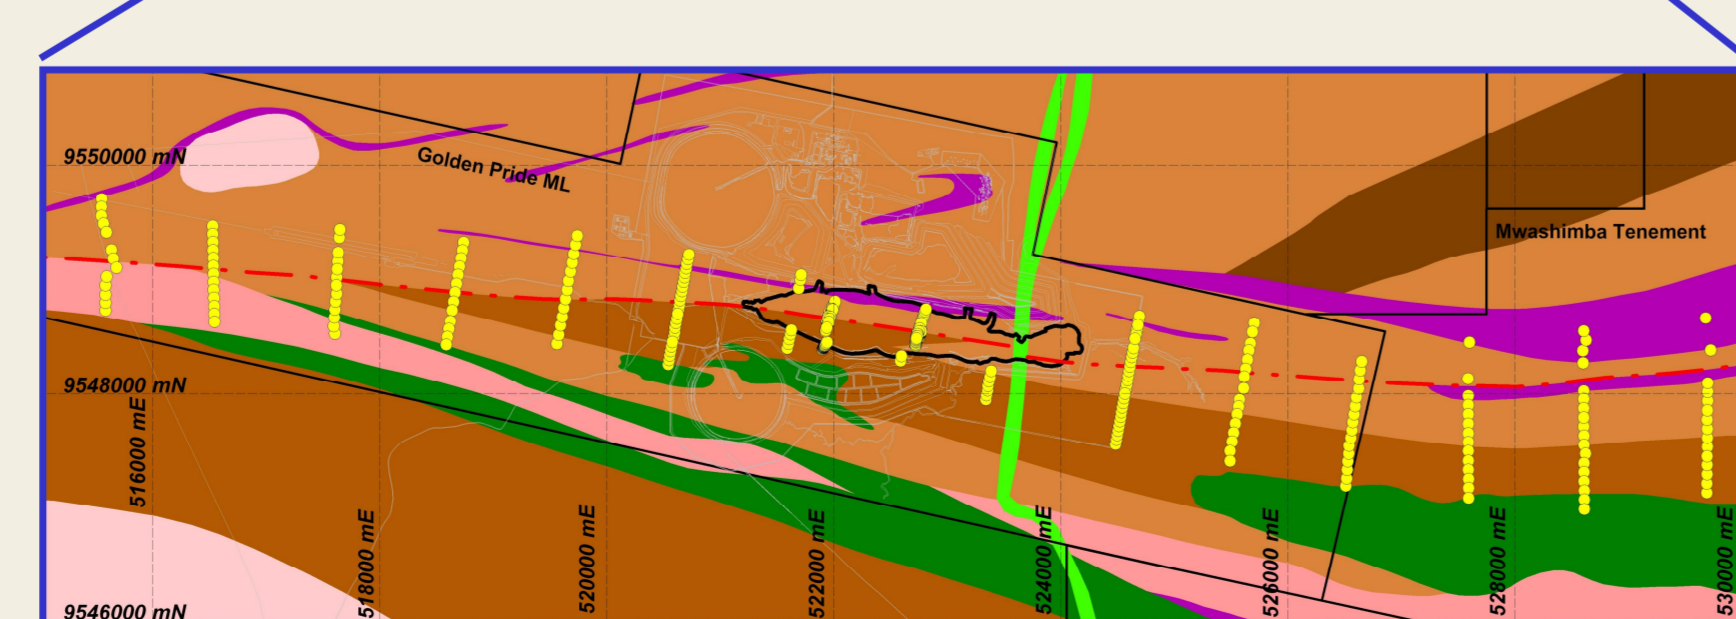 9550000 mN
Golden Pride ML
Mwashimba Tenement
9548000 mN
516000 mE
518000 mE
520000 mE
522000 mE
524000 mE
526000 mE
528000 mE
530000 mE
9546000 mN